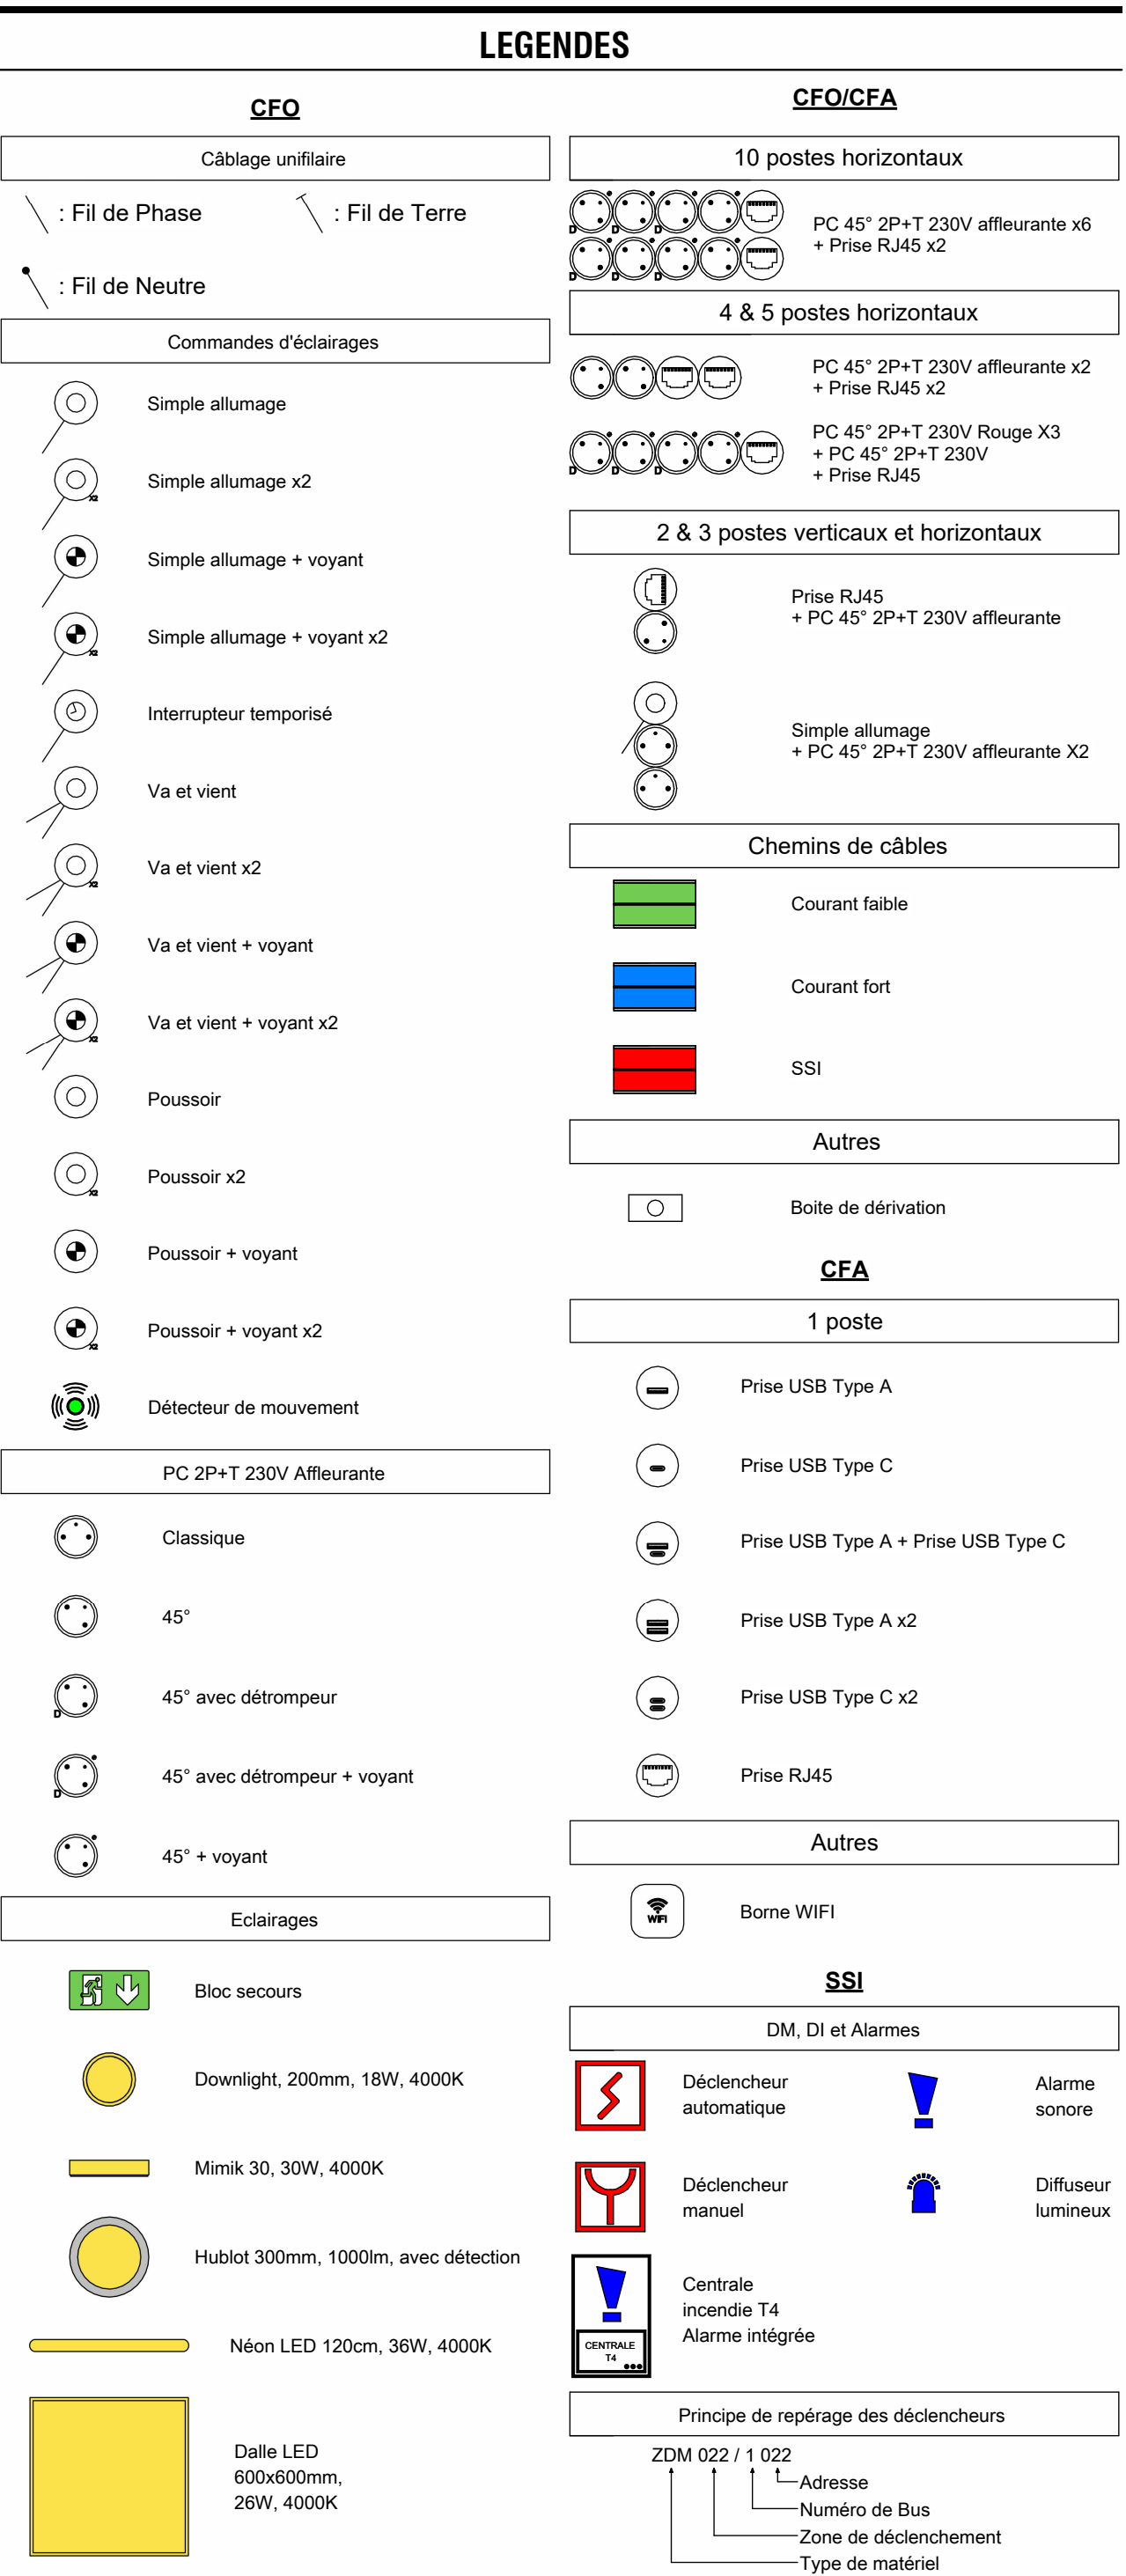 LEGENDES
CFO
Câblage unifilaire
: Fil de Phase
: Fil de Terre
: Fil de Neutre
Commandes d'éclairages
Simple allumage
X2
Simple allumage x2
Simple allumage + voyant
X2
Simple allumage + voyant x2
Interrupteur temporisé
Va et vient
X2
Va et vient x2
Va et vient + voyant
X2
Va et vient + voyant x2
Poussoir
X2
Poussoir x2
Poussoir + voyant
X2
Poussoir + voyant x2
Détecteur de mouvement
PC 2P+T 230V Affleurante
Classique
45°
D
45° avec détrompeur
D
45° avec détrompeur + voyant
45° + voyant
Eclairages
Bloc secours
Downlight, 200mm, 18W, 4000K
Mimik 30, 30W, 4000K
Hublot 300mm, 1000lm, avec détection
Néon LED 120cm, 36W, 4000K
Dalle LED
600x600mm,
26W, 4000K
CFO/CFA
10 postes horizontaux
D D D
D D D
PC 45° 2P+T 230V affleurante x6
+ Prise RJ45 x2
4 & 5 postes horizontaux
PC 45° 2P+T 230V affleurante x2
+ Prise RJ45 x2
D D D
PC 45° 2P+T 230V Rouge X3
+ PC 45° 2P+T 230V
+ Prise RJ45
2 & 3 postes verticaux et horizontaux
Prise RJ45
+ PC 45° 2P+T 230V affleurante
Simple allumage
+ PC 45° 2P+T 230V affleurante X2
Chemins de câbles
Courant faible
Courant fort
SSI
Autres
Boite de dérivation
CFA
1 poste
Prise USB Type A
Prise USB Type C
Prise USB Type A + Prise USB Type C
Prise USB Type A x2
Prise USB Type C x2
Prise RJ45
Autres
WIFI
Borne WIFI
SSI
DM, DI et Alarmes
Déclencheur
automatique
Alarme
sonore
Déclencheur
manuel
Diffuseur
lumineux
CENTRALE
T4
Centrale
incendie T4
Alarme intégrée
Principe de repérage des déclencheurs
ZDM 022 / 1 022
Adresse
Numéro de Bus
Zone de déclenchement
Type de matériel